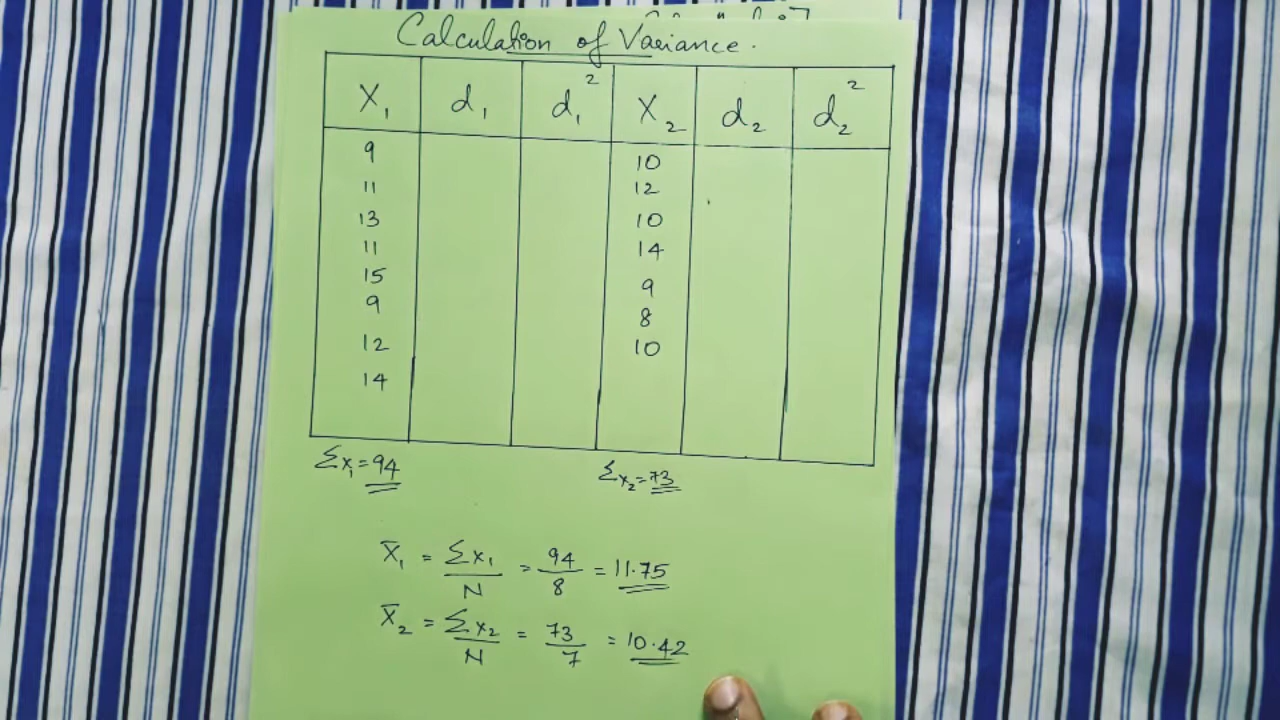 Calculation of Variance.
X₁ d₁ d₁² X₂ d₂ d₂²
9 10
11 12
13 10
11 14
15 9
9 8
12 10
14
Σx₁=94 Σx₂=73
X̄₁ = Σx₁/N = 94/8 = 11.75
X̄₂ = Σx₂/N = 73/7 = 10.42